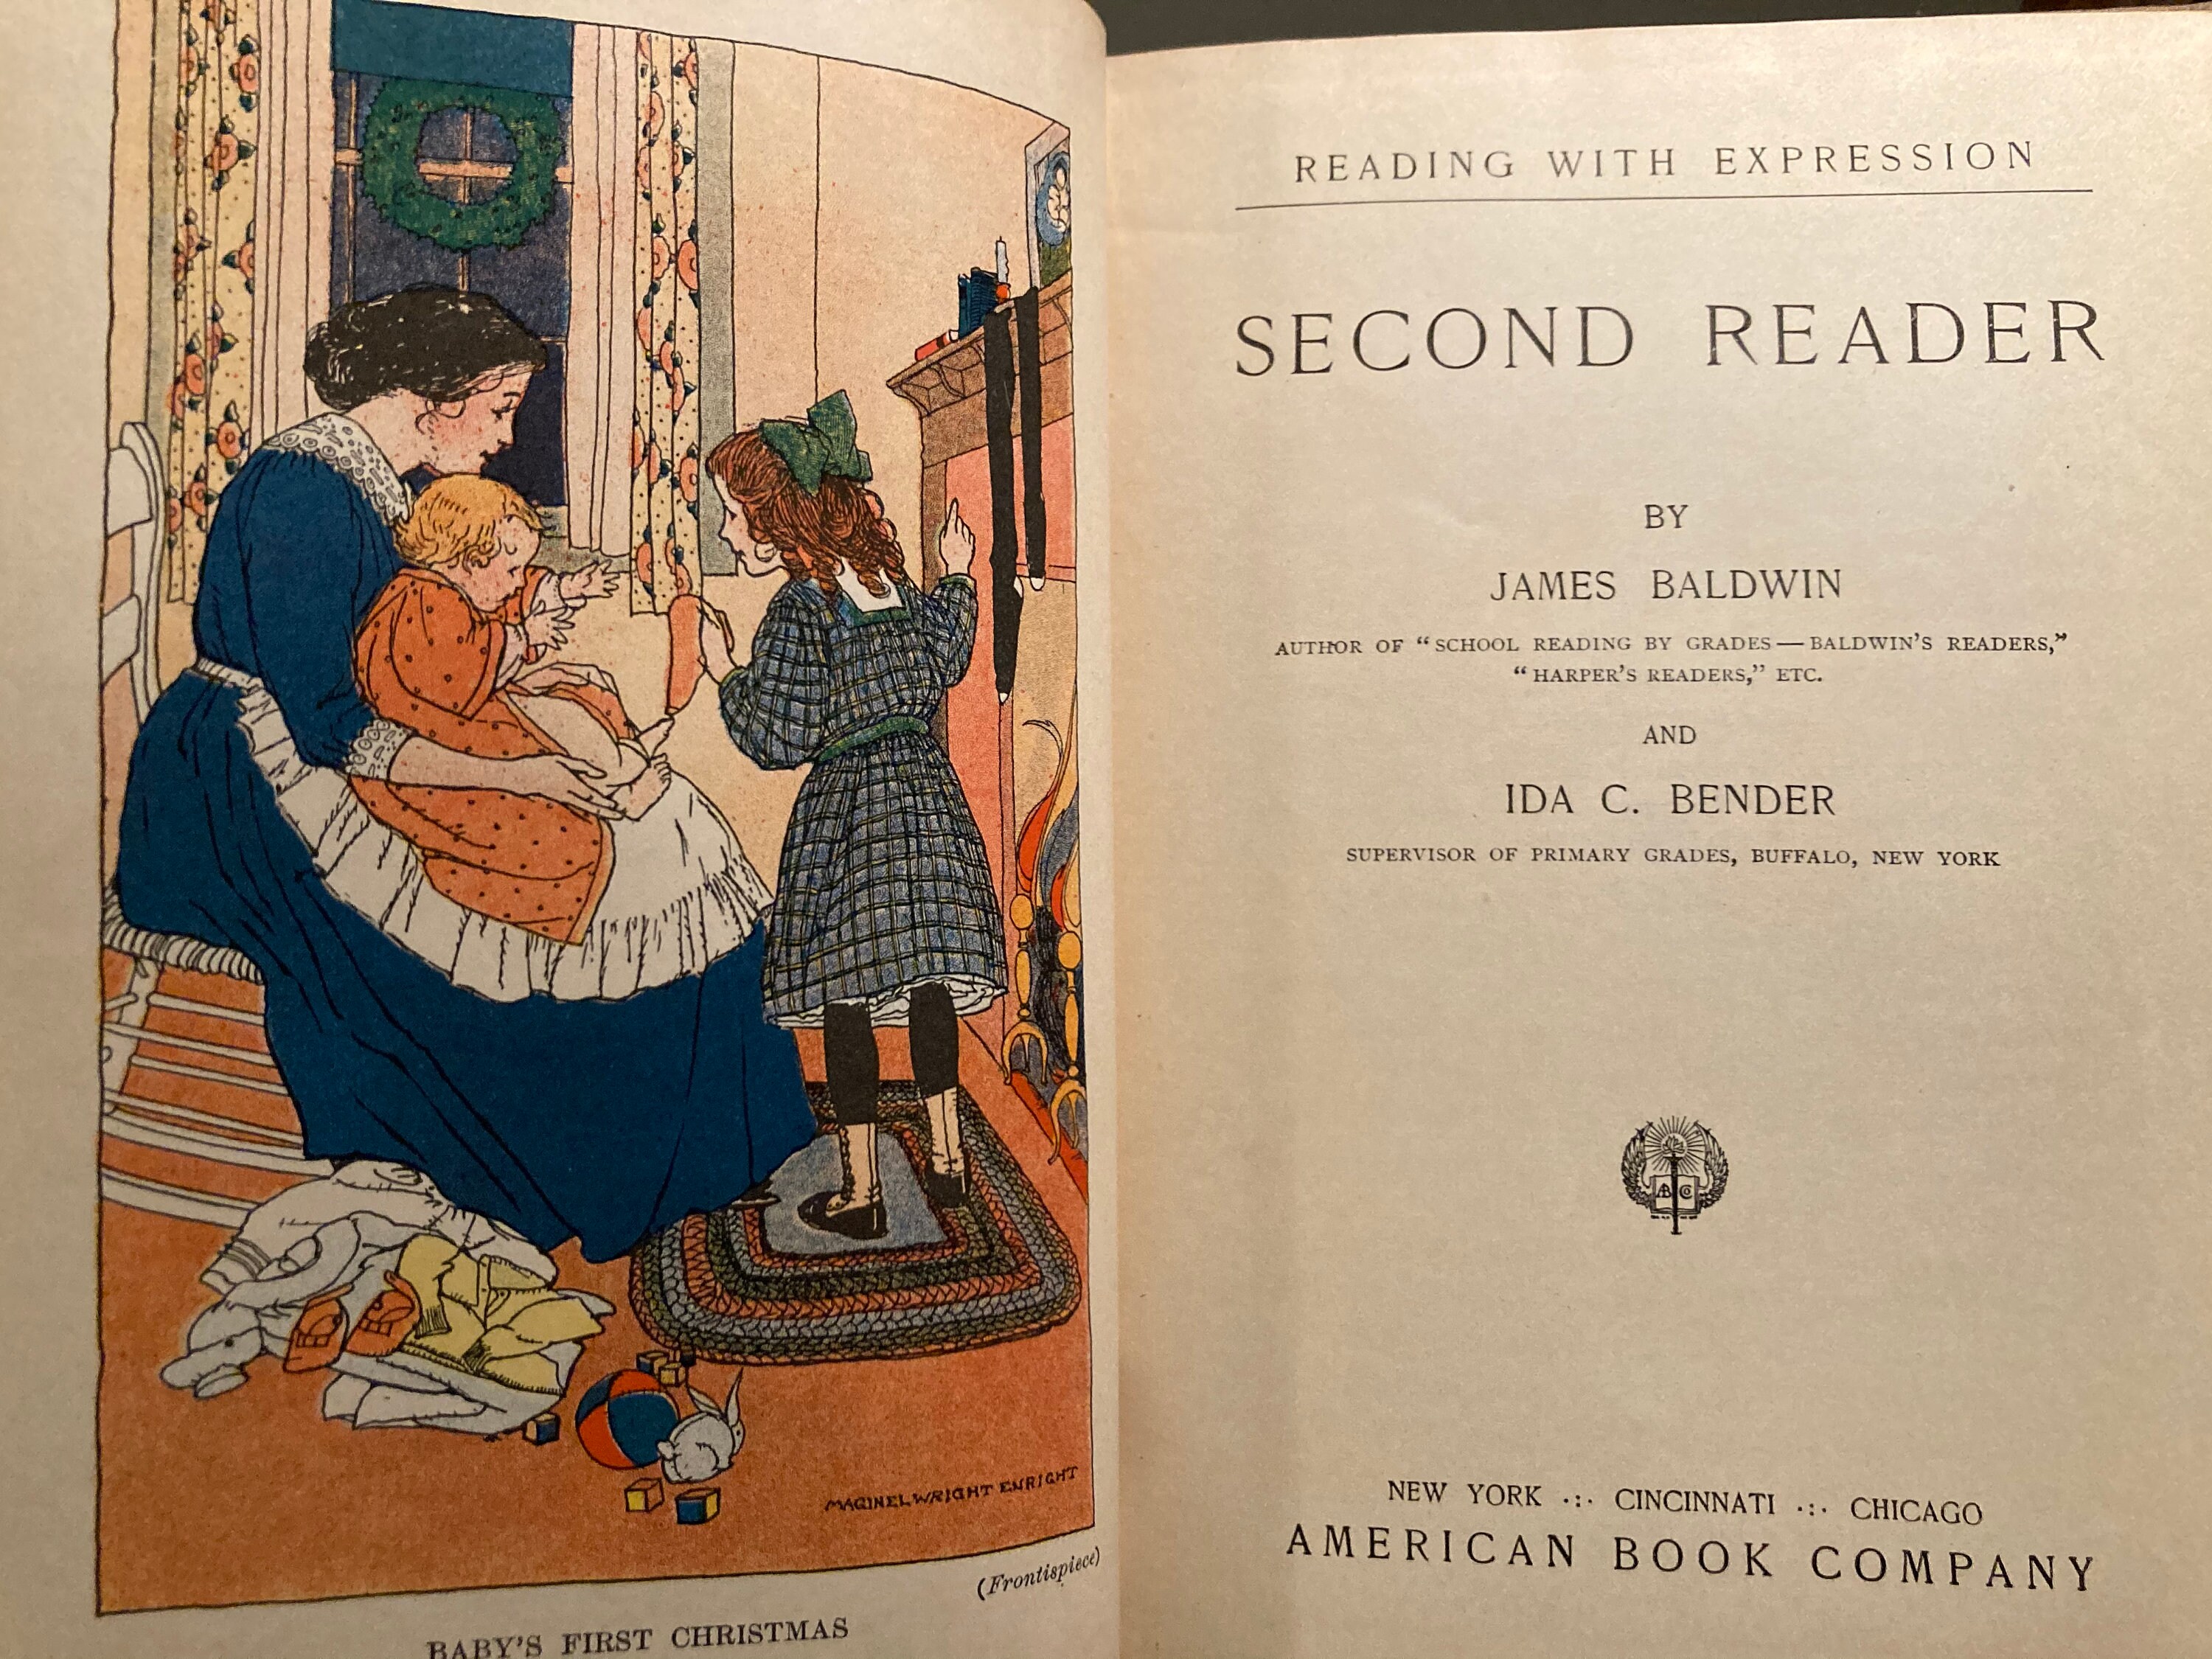 MAGINEL WRIGHT ENRIGHT
(Frontispiece)
BABY'S FIRST CHRISTMAS
READING WITH EXPRESSION
SECOND READER
BY
JAMES BALDWIN
AUTHOR OF “SCHOOL READING BY GRADES—BALDWIN'S READERS,”
“HARPER'S READERS,” ETC.
AND
IDA C. BENDER
SUPERVISOR OF PRIMARY GRADES, BUFFALO, NEW YORK
ABC
NEW YORK ·:· CINCINNATI ·:· CHICAGO
AMERICAN BOOK COMPANY